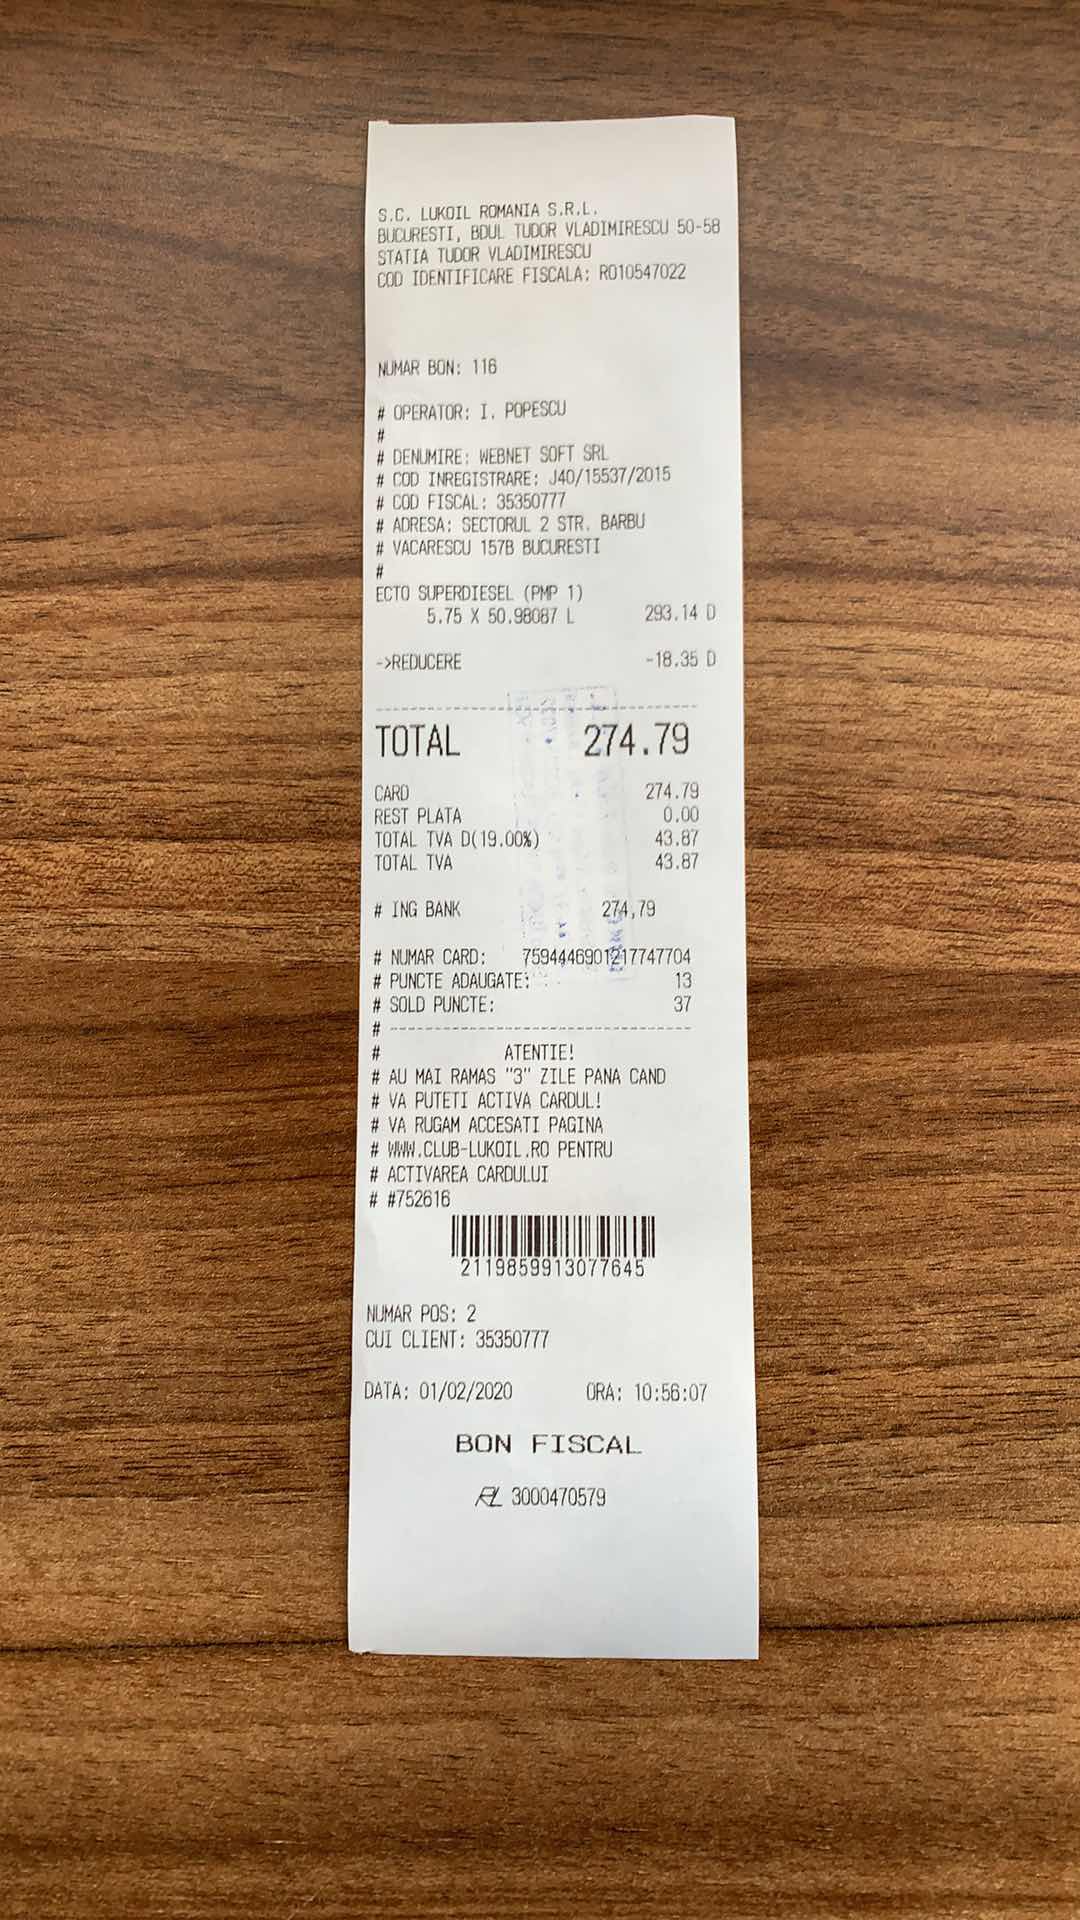 S.C. LUKOIL ROMANIA S.R.L.
BUCURESTI, BDUL TUDOR VLADIMIRESCU 50-58
STATIA TUDOR VLADIMIRESCU
COD IDENTIFICARE FISCALA: RO10547022
NUMAR BON: 116
# OPERATOR: I. POPESCU
#
# DENUMIRE: WEBNET SOFT SRL
# COD INREGISTRARE: J40/15537/2015
# COD FISCAL: 35350777
# ADRESA: SECTORUL 2 STR. BARBU
# VACARESCU 157B BUCURESTI
#
ECTO SUPERDIESEL (PMP 1)
5.75 X 50.98087 L 293.14 D
->REDUCERE -18.35 D
TOTAL 274.79
CARD 274.79
REST PLATA 0.00
TOTAL TVA D(19.00%) 43.87
TOTAL TVA 43.87
# ING BANK 274,79
# NUMAR CARD: 7594446901217747704
# PUNCTE ADAUGATE: 13
# SOLD PUNCTE: 37
# -----------------------------------
# ATENTIE!
# AU MAI RAMAS "3" ZILE PANA CAND
# VA PUTETI ACTIVA CARDUL!
# VA RUGAM ACCESATI PAGINA
# WWW.CLUB-LUKOIL.RO PENTRU
# ACTIVAREA CARDULUI
# #752616
21198599130​77645
NUMAR POS: 2
CUI CLIENT: 35350777
DATA: 01/02/2020 ORA: 10:56:07
BON FISCAL
RL 3000470579